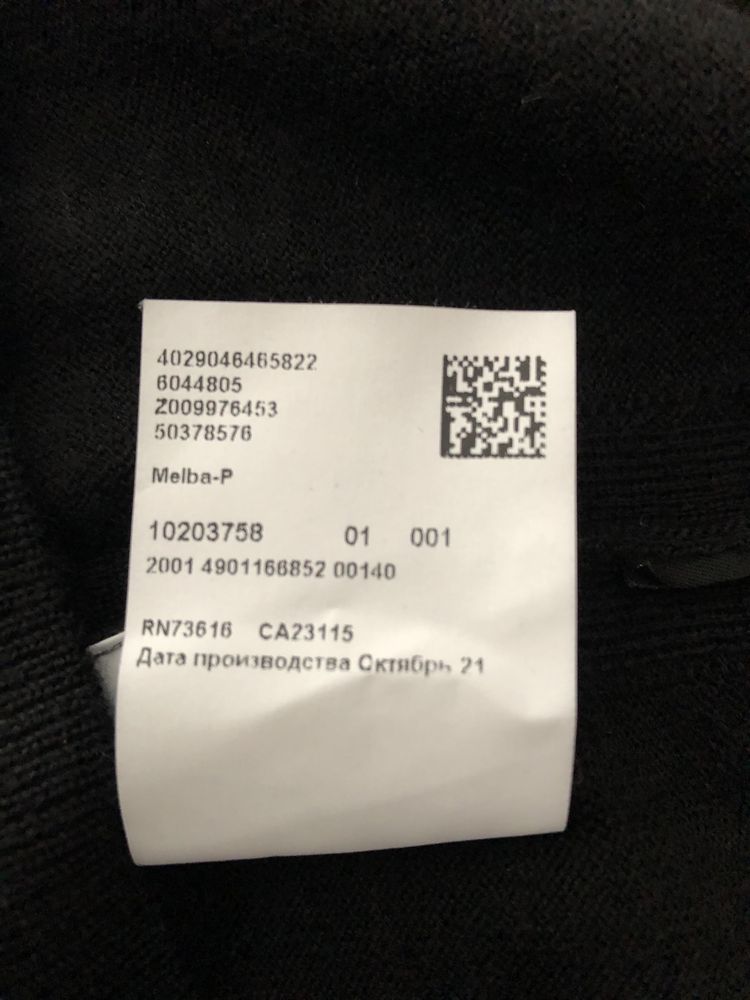 4029046465822
6044805
Z009976453
50378576
Melba-P
10203758 01 001
2001 4901166852 00140
RN73616 CA23115
Дата производства Октябрь 21